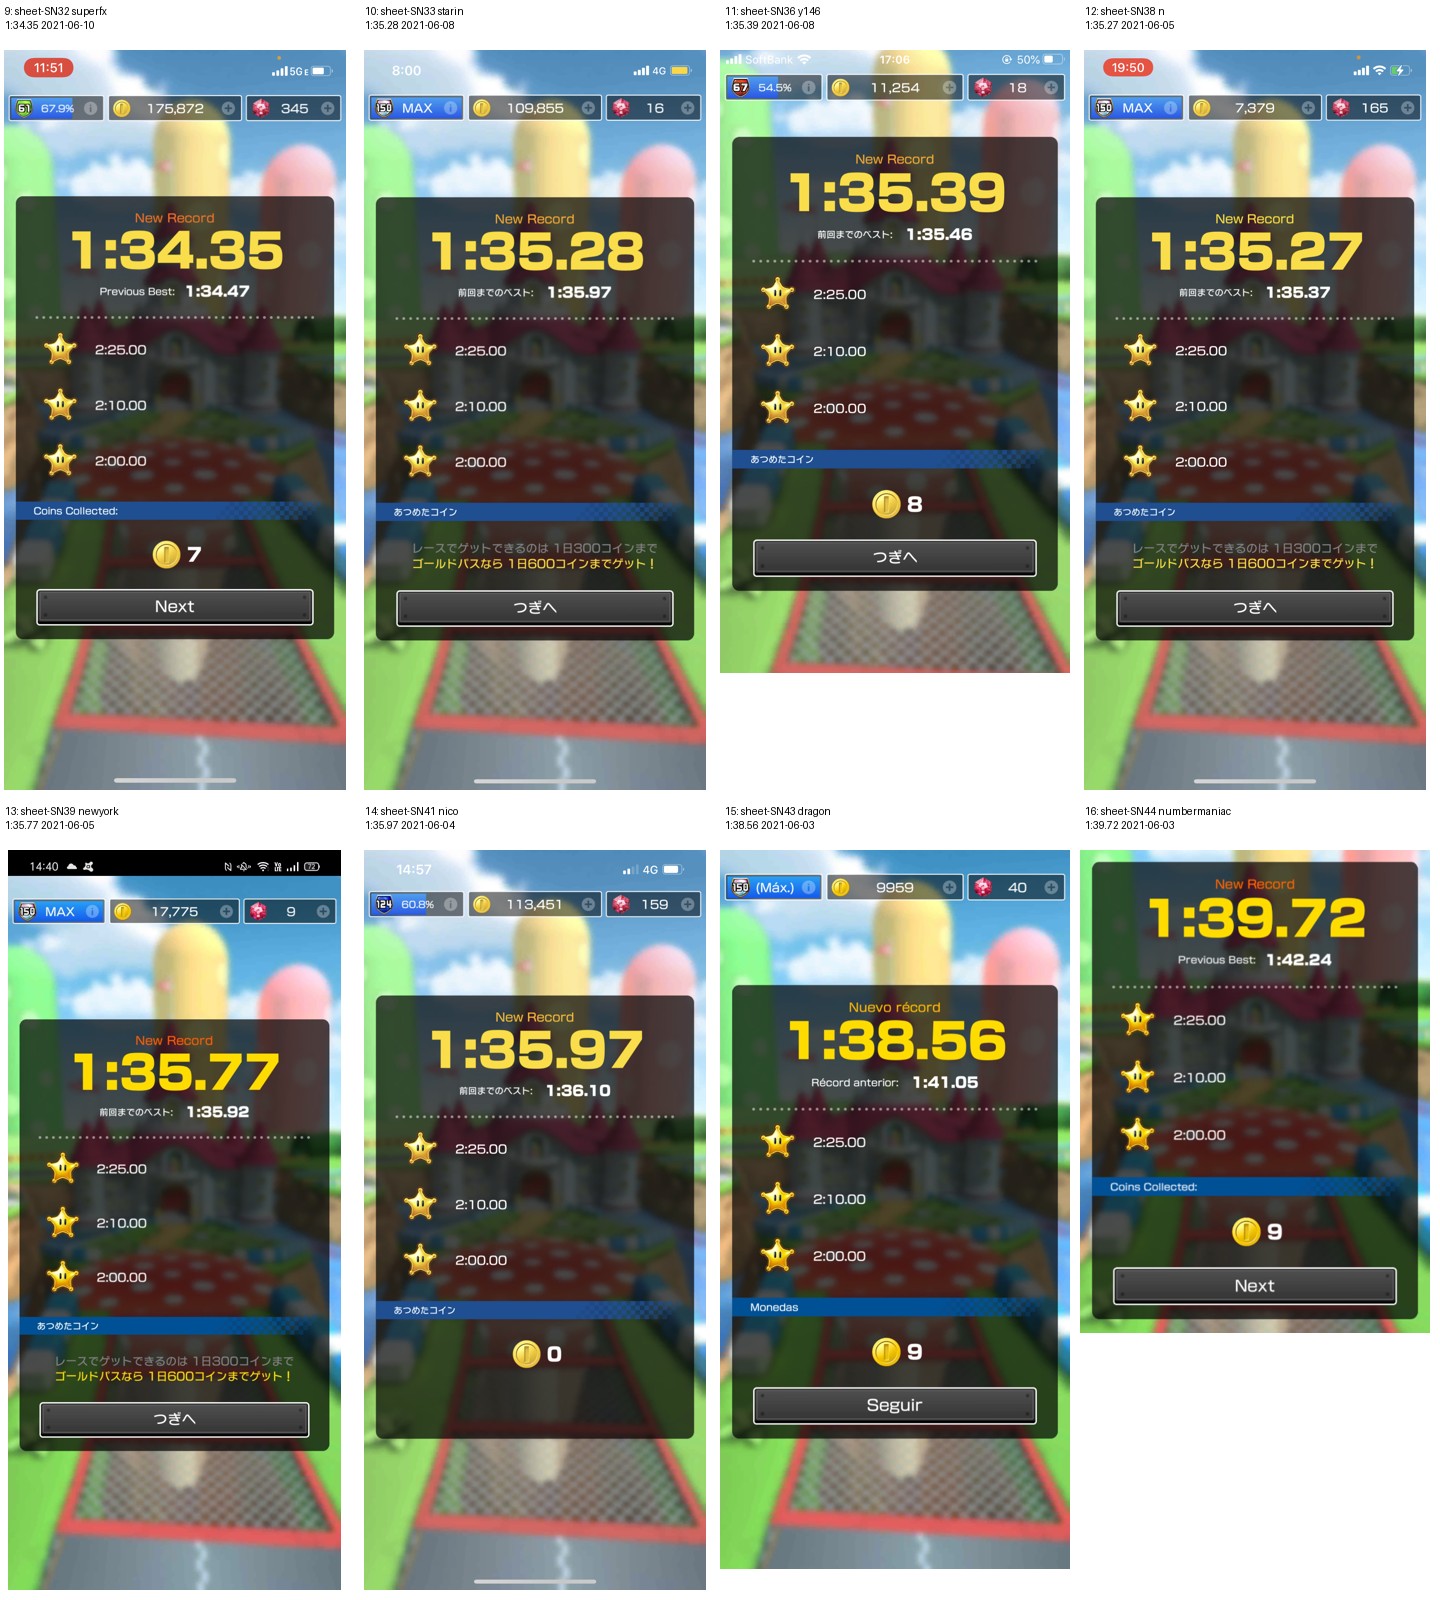 9: sheet-SN32 superfx
1:34.35 2021-06-10
11:51
5GE
61 67.9% i
175,872
345
New Record
1:34.35
Previous Best: 1:34.47
2:25.00
2:10.00
2:00.00
Coins Collected:
7
Next
10: sheet-SN33 starin
1:35.28 2021-06-08
8:00
4G
150 MAX i
109,855
16
New Record
1:35.28
前回までのベスト: 1:35.97
2:25.00
2:10.00
2:00.00
あつめたコイン
レースでゲットできるのは 1日300コインまで
ゴールドパスなら 1日600コインまでゲット！
つぎへ
11: sheet-SN36 y146
1:35.39 2021-06-08
SoftBank
17:06
50%
67 54.5% i
11,254
18
New Record
1:35.39
前回までのベスト: 1:35.46
2:25.00
2:10.00
2:00.00
あつめたコイン
8
つぎへ
12: sheet-SN38 n
1:35.27 2021-06-05
19:50
150 MAX i
7,379
165
New Record
1:35.27
前回までのベスト: 1:35.37
2:25.00
2:10.00
2:00.00
あつめたコイン
レースでゲットできるのは 1日300コインまで
ゴールドパスなら 1日600コインまでゲット！
つぎへ
13: sheet-SN39 newyork
1:35.77 2021-06-05
14:40
72
150 MAX i
17,775
9
New Record
1:35.77
前回までのベスト: 1:35.92
2:25.00
2:10.00
2:00.00
あつめたコイン
レースでゲットできるのは 1日300コインまで
ゴールドパスなら 1日600コインまでゲット！
つぎへ
14: sheet-SN41 nico
1:35.97 2021-06-04
14:57
4G
124 60.8% i
113,451
159
New Record
1:35.97
前回までのベスト: 1:36.10
2:25.00
2:10.00
2:00.00
あつめたコイン
0
15: sheet-SN43 dragon
1:38.56 2021-06-03
150 (Máx.) i
9959
40
Nuevo récord
1:38.56
Récord anterior: 1:41.05
2:25.00
2:10.00
2:00.00
Monedas
9
Seguir
16: sheet-SN44 numbermaniac
1:39.72 2021-06-03
New Record
1:39.72
Previous Best: 1:42.24
2:25.00
2:10.00
2:00.00
Coins Collected:
9
Next